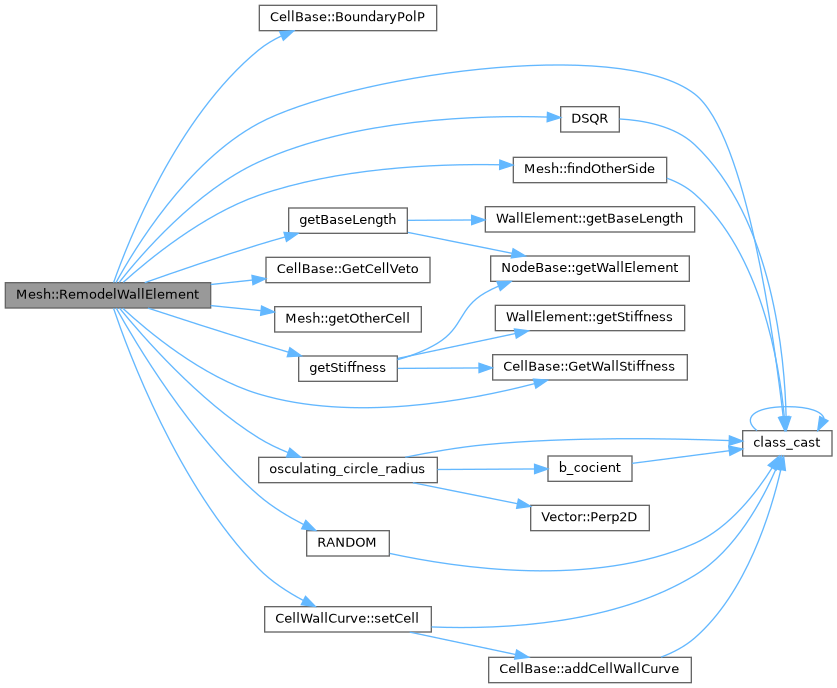 CellBase::BoundaryPolP
DSQR
Mesh::findOtherSide
getBaseLength
WallElement::getBaseLength
CellBase::GetCellVeto
NodeBase::getWallElement
Mesh::RemodelWallElement
Mesh::getOtherCell
WallElement::getStiffness
getStiffness
CellBase::GetWallStiffness
class_cast
osculating_circle_radius
b_cocient
Vector::Perp2D
RANDOM
CellWallCurve::setCell
CellBase::addCellWallCurve